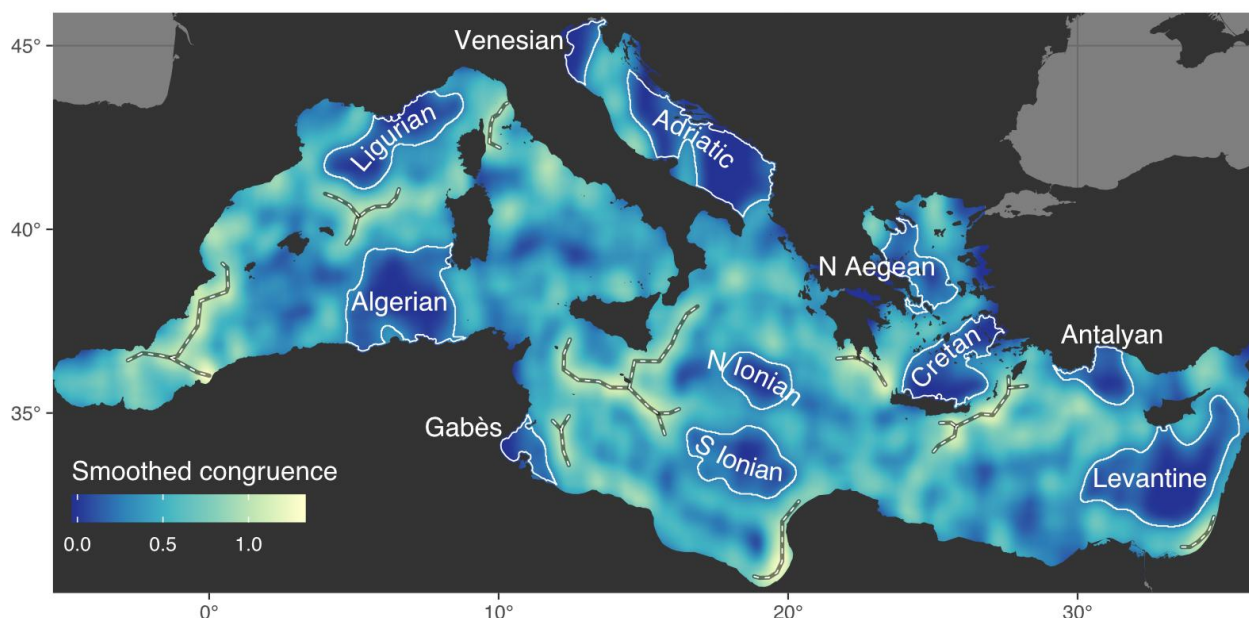 45°
40°
35°
Venesian
Ligurian
Adriatic
N Aegean
Algerian
Antalyan
Cretan
N Ionian
Gabès
S Ionian
Levantine
Smoothed congruence
0.0 0.5 1.0
0° 10° 20° 30°